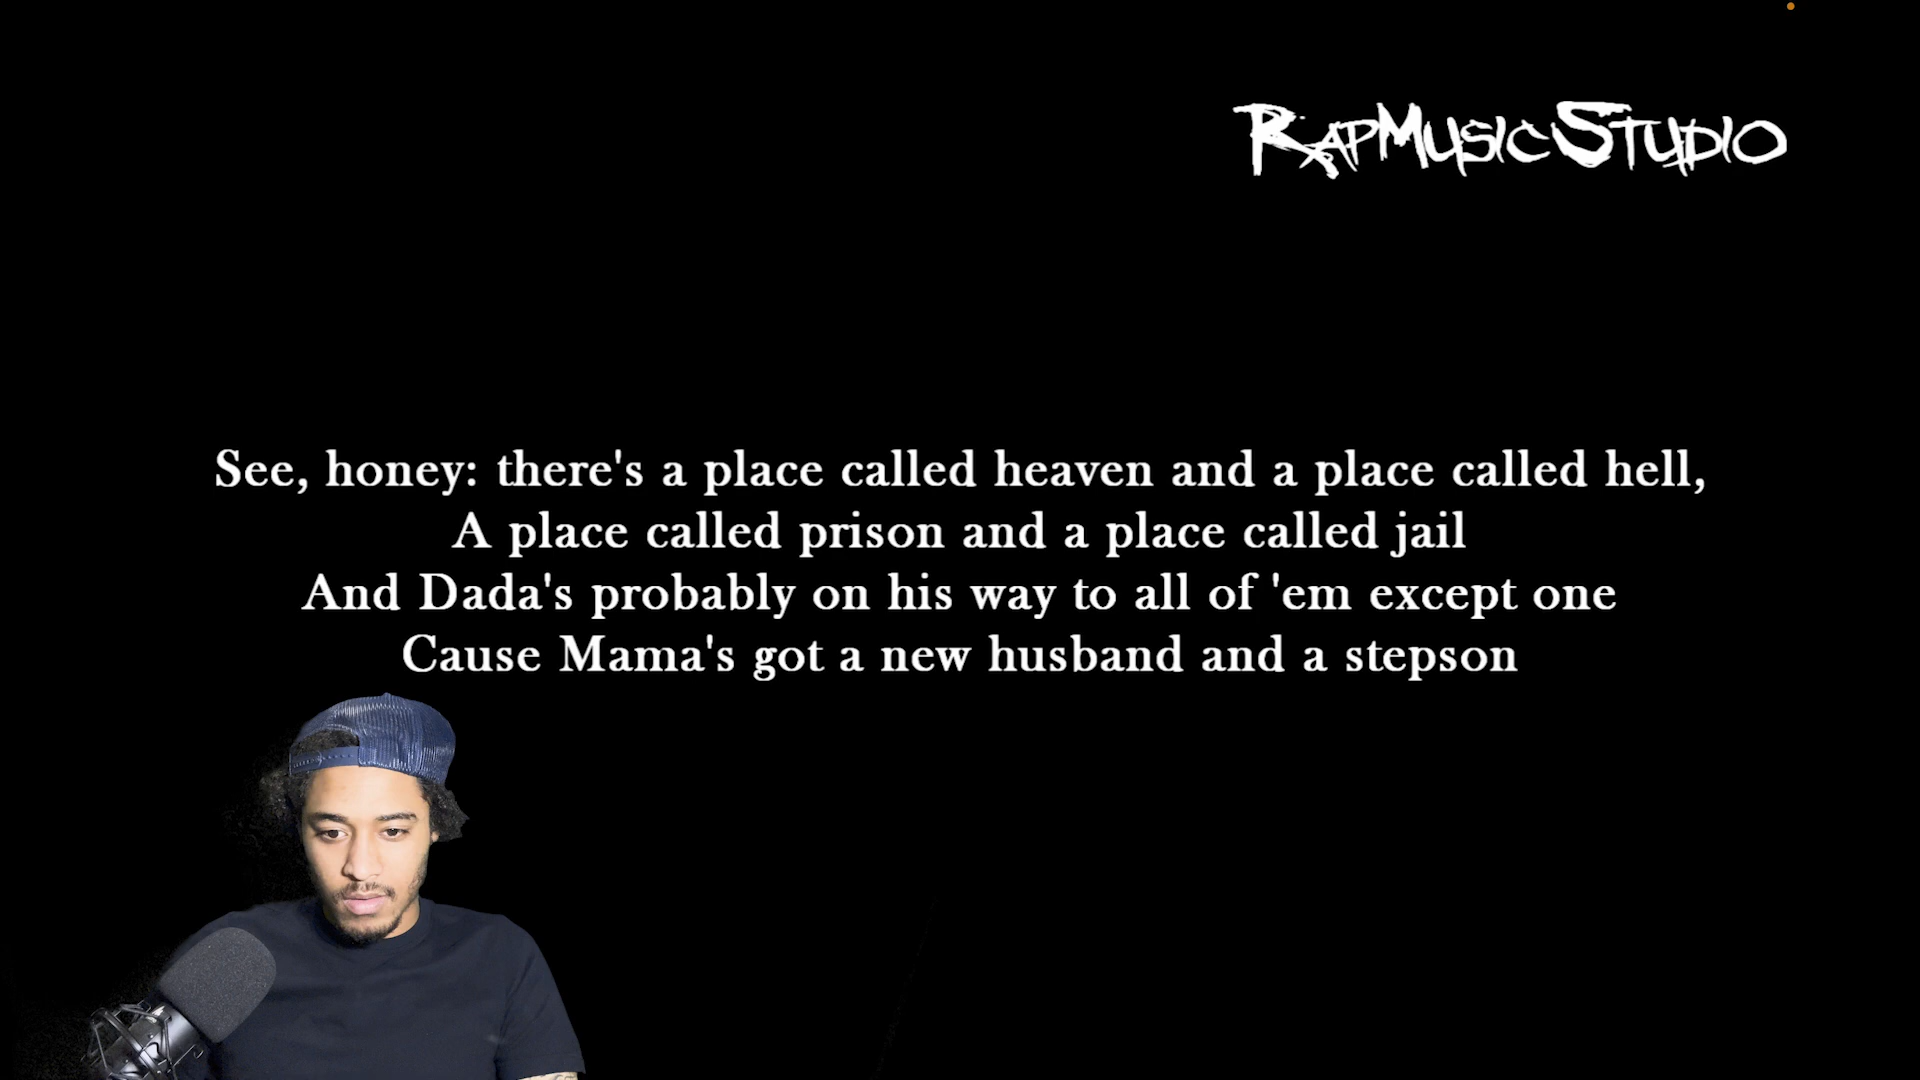 RapMusicStudio
See, honey: there's a place called heaven and a place called hell,
A place called prison and a place called jail
And Dada's probably on his way to all of 'em except one
Cause Mama's got a new husband and a stepson